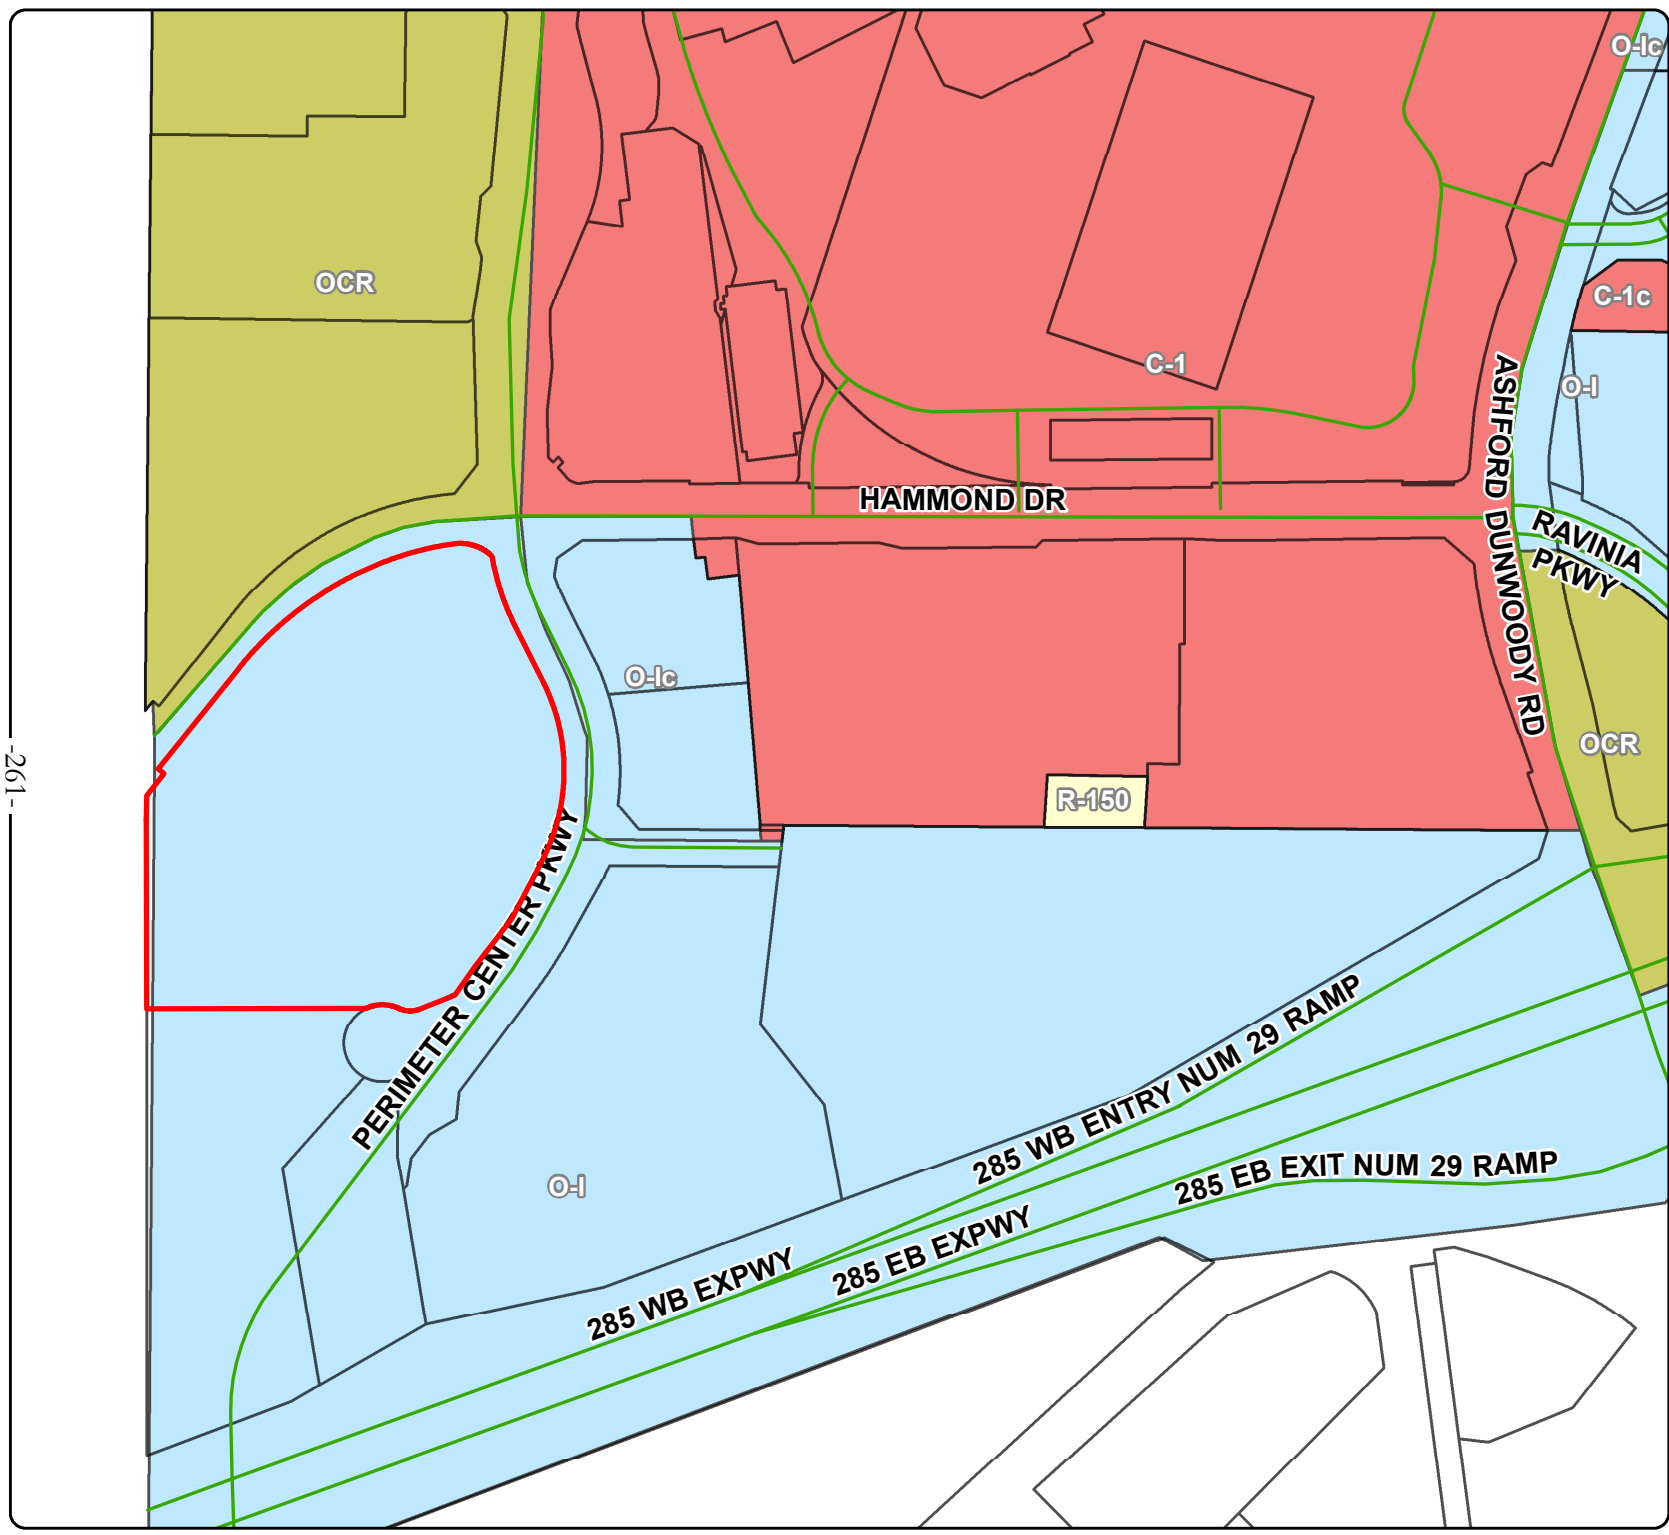 O-Ic
OCR
C-1c
C-1
O-I
ASHFORD DUNWOODY RD
HAMMOND DR
RAVINIA
PKWY
O-Ic
OCR
-261-
R-150
PERIMETER CENTER PKWY
285 WB ENTRY NUM 29 RAMP
O-I
285 EB EXIT NUM 29 RAMP
285 EB EXPWY
285 WB EXPWY